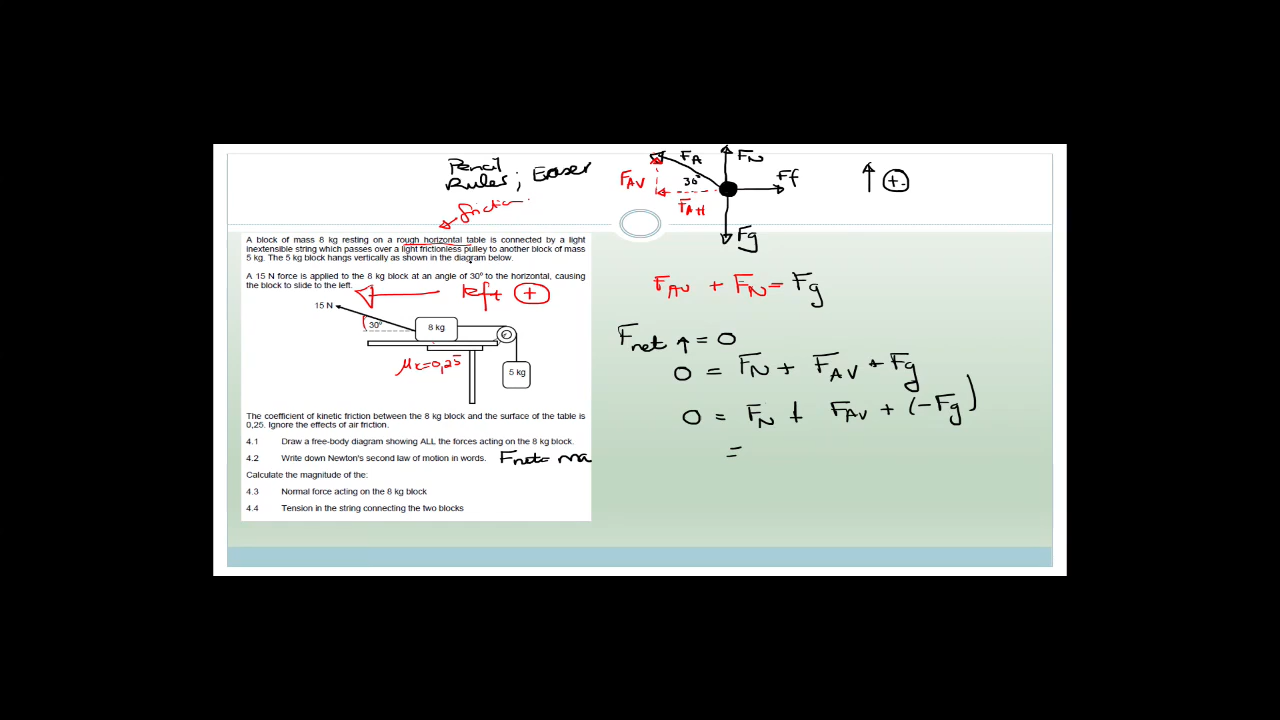 Pencil
Ruler ; Eraser
friction
A block of mass 8 kg resting on a rough horizontal table is connected by a light
inextensible string which passes over a light frictionless pulley to another block of mass
5 kg. The 5 kg block hangs vertically as shown in the diagram below.
A 15 N force is applied to the 8 kg block at an angle of 30° to the horizontal, causing
the block to slide to the left.
left +
15 N
30°
8 kg
μk=0,25
5 kg
The coefficient of kinetic friction between the 8 kg block and the surface of the table is
0,25. Ignore the effects of air friction.
4.1 Draw a free-body diagram showing ALL the forces acting on the 8 kg block.
4.2 Write down Newton's second law of motion in words. Fnet= ma
Calculate the magnitude of the:
4.3 Normal force acting on the 8 kg block
4.4 Tension in the string connecting the two blocks
FA
FN
FAV
30°
Ff
FAH
Fg
↑ +
FAV + FN = Fg
Fnet ↑ = 0
0 = FN + FAV + Fg
0 = FN + FAV + (-Fg)
=